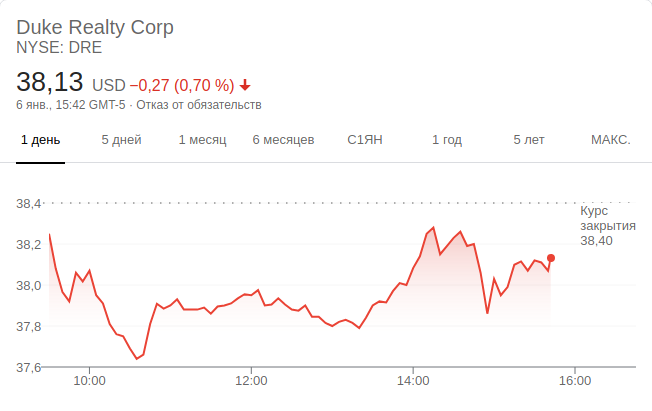 Duke Realty Corp
NYSE: DRE
38,13 USD −0,27 (0,70 %)
6 янв., 15:42 GMT-5 · Отказ от обязательств
1 день 5 дней 1 месяц 6 месяцев С1ЯН 1 год 5 лет МАКС.
38,4
Курс
закрытия
38,40
38,2
38,0
37,8
37,6
10:00 12:00 14:00 16:00